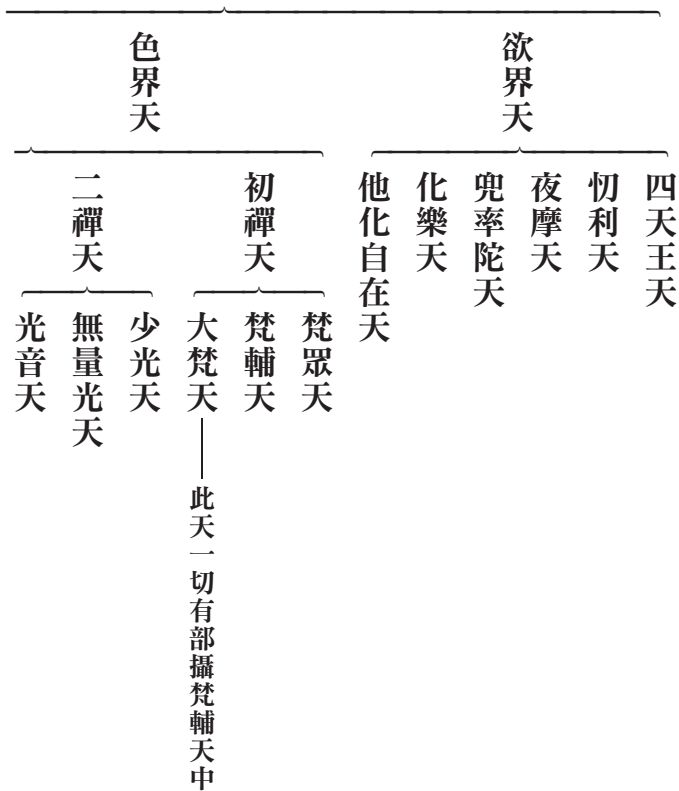 欲界天
四天王天
忉利天
夜摩天
兜率陀天
化樂天
他化自在天
色界天
初禪天
梵眾天
梵輔天
大梵天
此天一切有部攝梵輔天中
二禪天
少光天
無量光天
光音天